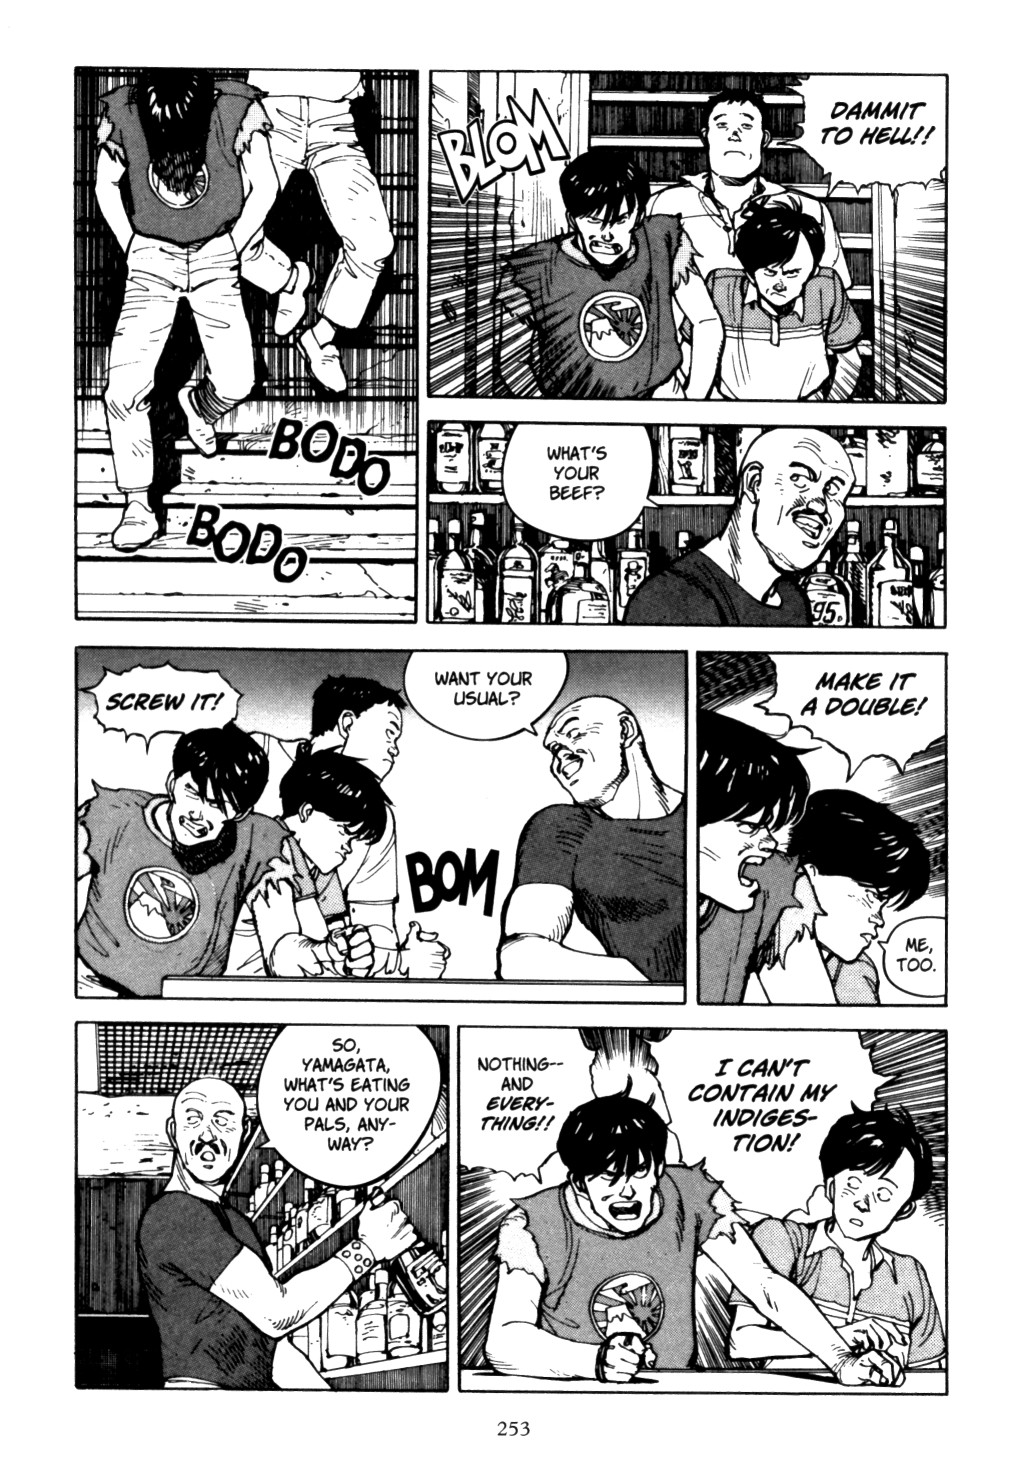 BODO
BODO
BLOM
DAMMIT
TO HELL!!
WHAT'S
YOUR
BEEF?
95
SCREW IT!
WANT YOUR
USUAL?
BOM
MAKE IT
A DOUBLE!
ME,
TOO.
SO,
YAMAGATA,
WHAT'S EATING
YOU AND YOUR
PALS, ANY-
WAY?
NOTHING--
AND
EVERY-
THING!!
I CAN'T
CONTAIN MY
INDIGES-
TION!
253